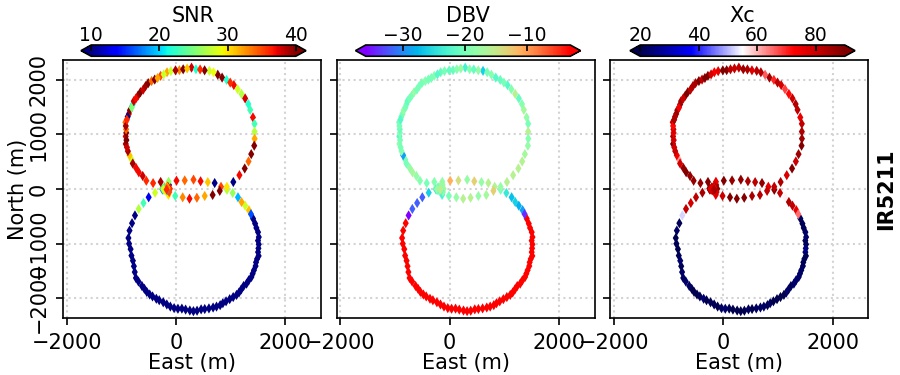 SNR DBV Xc
10 20 30 40 −30 −20 −10 20 40 60 80
North (m)
2000
1000
0
−1000
−2000
IR5211
−2000 0 2000 −2000 0 2000 −2000 0 2000
East (m) East (m) East (m)